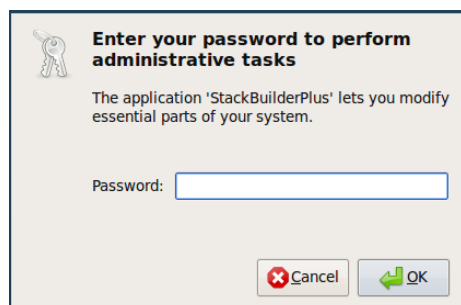 Enter your password to perform
administrative tasks
The application 'StackBuilderPlus' lets you modify
essential parts of your system.
Password:
Cancel
OK